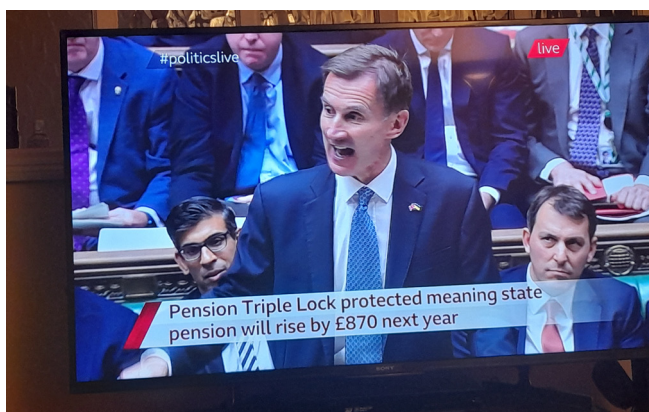 #politicslive
live
Pension Triple Lock protected meaning state
pension will rise by £870 next year
SONY